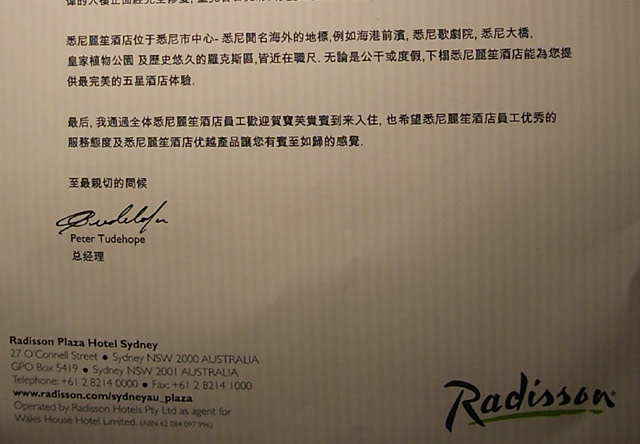 悉尼麗笙酒店位于悉尼市中心- 悉尼聞名海外的地標,例如海港前濱, 悉尼歌劇院, 悉尼大橋,
皇家植物公園 及歷史悠久的羅克斯區,皆近在職尺. 无論是公干或度假,下榻悉尼麗笙酒店能為您提
供最完美的五星酒店体驗.
最后, 我通過全体悉尼麗笙酒店員工歡迎賀寶芙貴賓到来入住, 也希望悉尼麗笙酒店員工优秀的
服務態度及悉尼麗笙酒店优越產品讓您有賓至如歸的感覺.
至最親切的問候
Peter Tudehope
总经理
Radisson Plaza Hotel Sydney
27 O'Connell Street ● Sydney NSW 2000 AUSTRALIA
GPO Box 5419 ● Sydney NSW 2001 AUSTRALIA
Telephone: +61 2 8214 0000 ● Fax: +61 2 8214 1000
www.radisson.com/sydneyau_plaza
Operated by Radisson Hotels Pty Ltd as agent for
Wales House Hotel Limited. (ABN 62 084 097 996)
Radisson